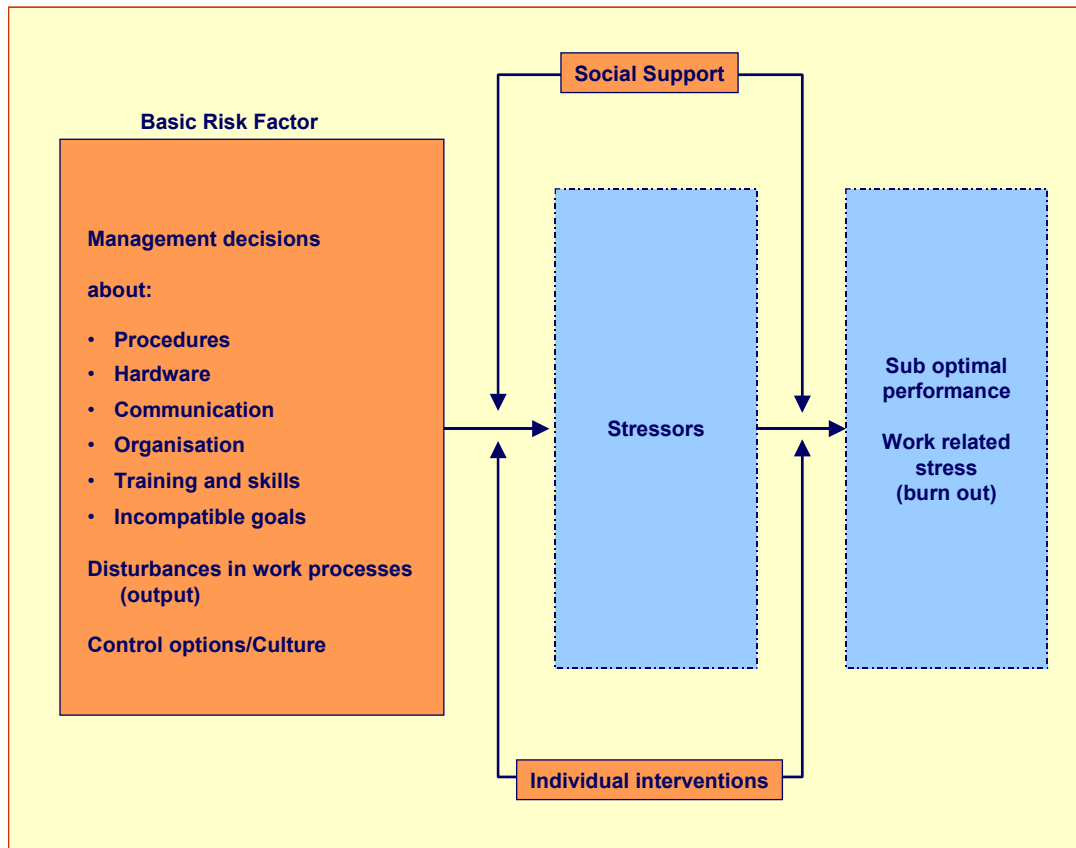 Social Support
Basic Risk Factor
Management decisions
about:
• Procedures
• Hardware
• Communication
• Organisation
• Training and skills
• Incompatible goals
Disturbances in work processes
(output)
Control options/Culture
Stressors
Sub optimal
performance
Work related
stress
(burn out)
Individual interventions